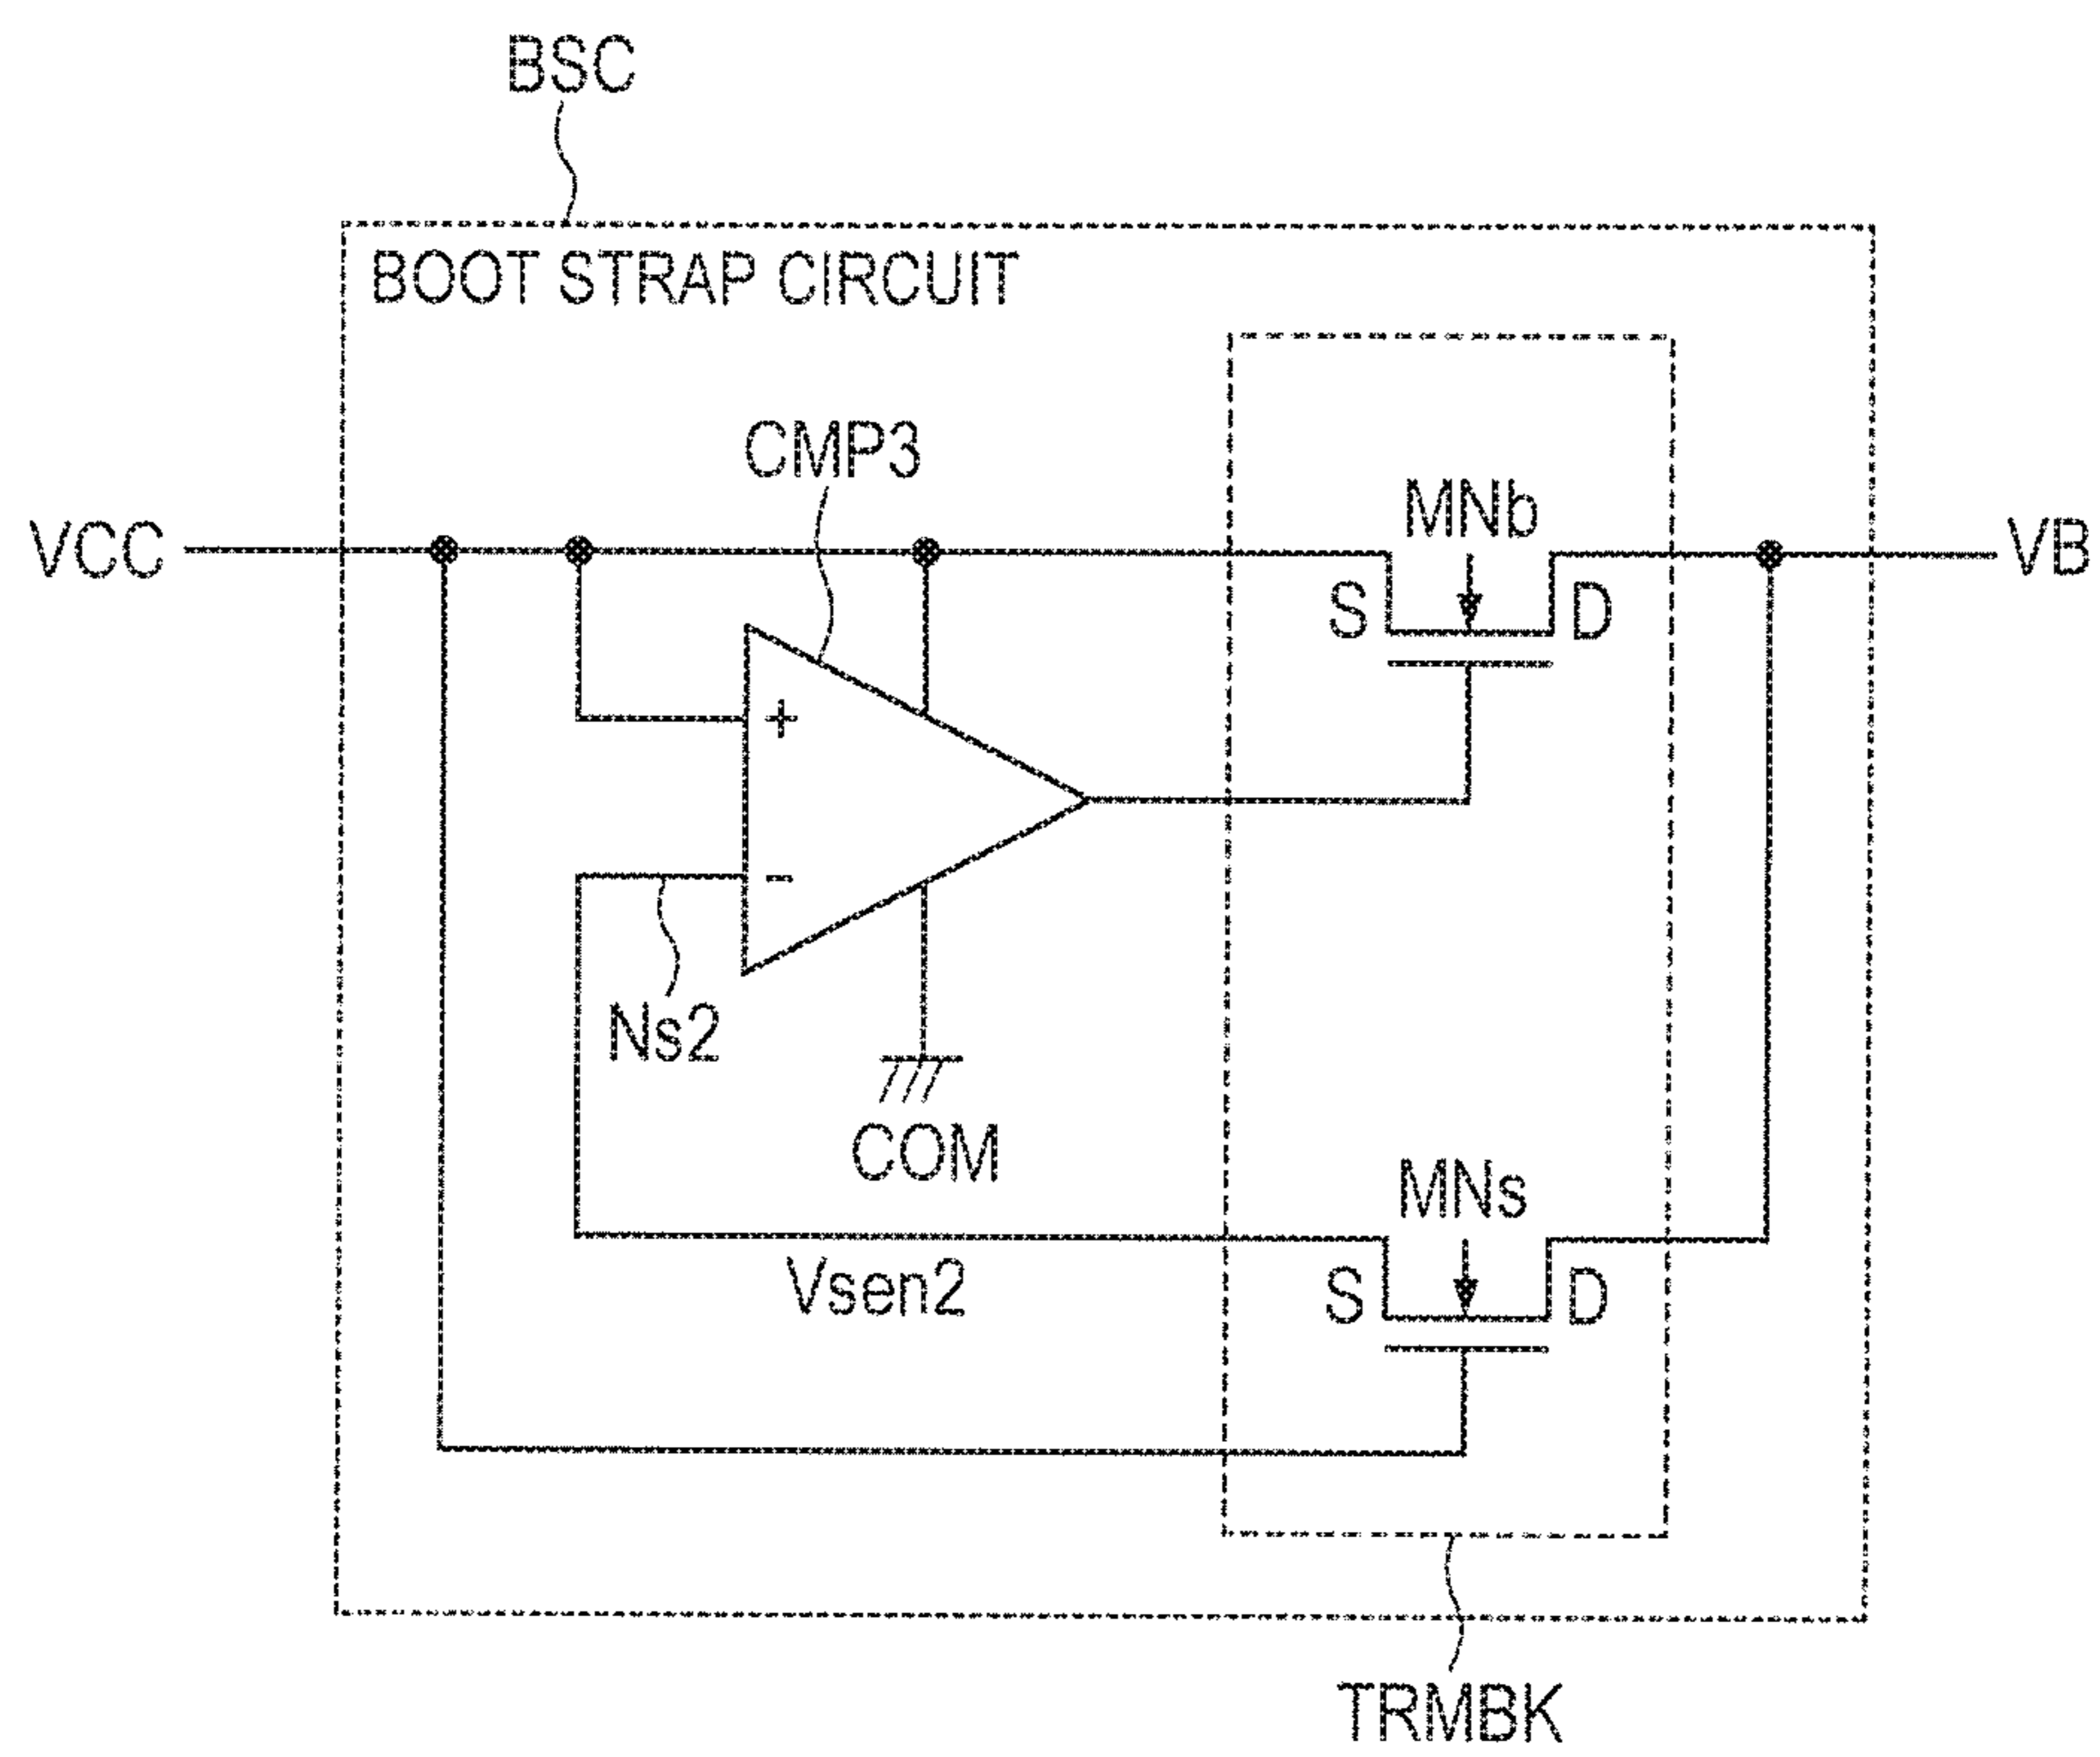 BSC
BOOT STRAP CIRCUIT
CMP3
MNb
VCC
VB
S
D
+
-
Ns2
COM
MNs
Vsen2
S
D
TRMBK